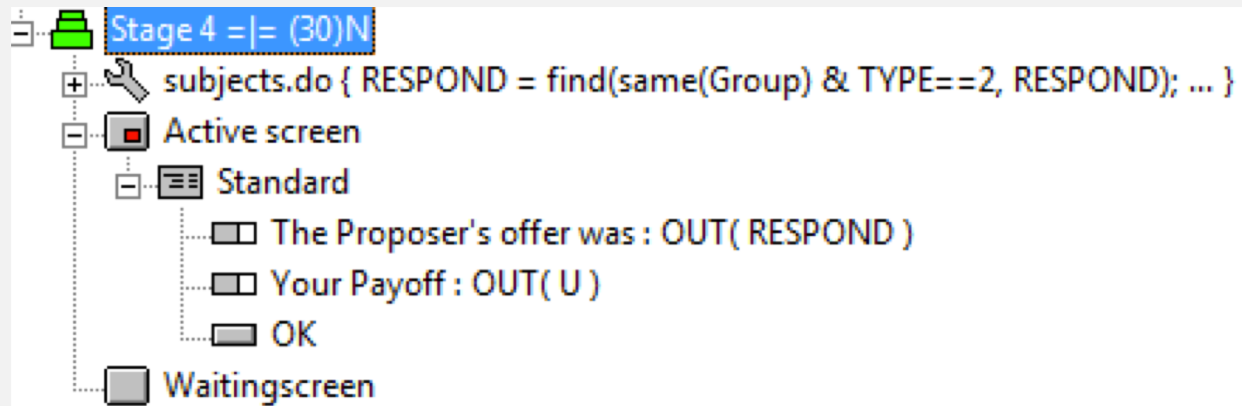 Stage 4 =|= (30)N
subjects.do { RESPOND = find(same(Group) & TYPE==2, RESPOND); ... }
Active screen
Standard
The Proposer's offer was : OUT( RESPOND )
Your Payoff : OUT( U )
OK
Waitingscreen